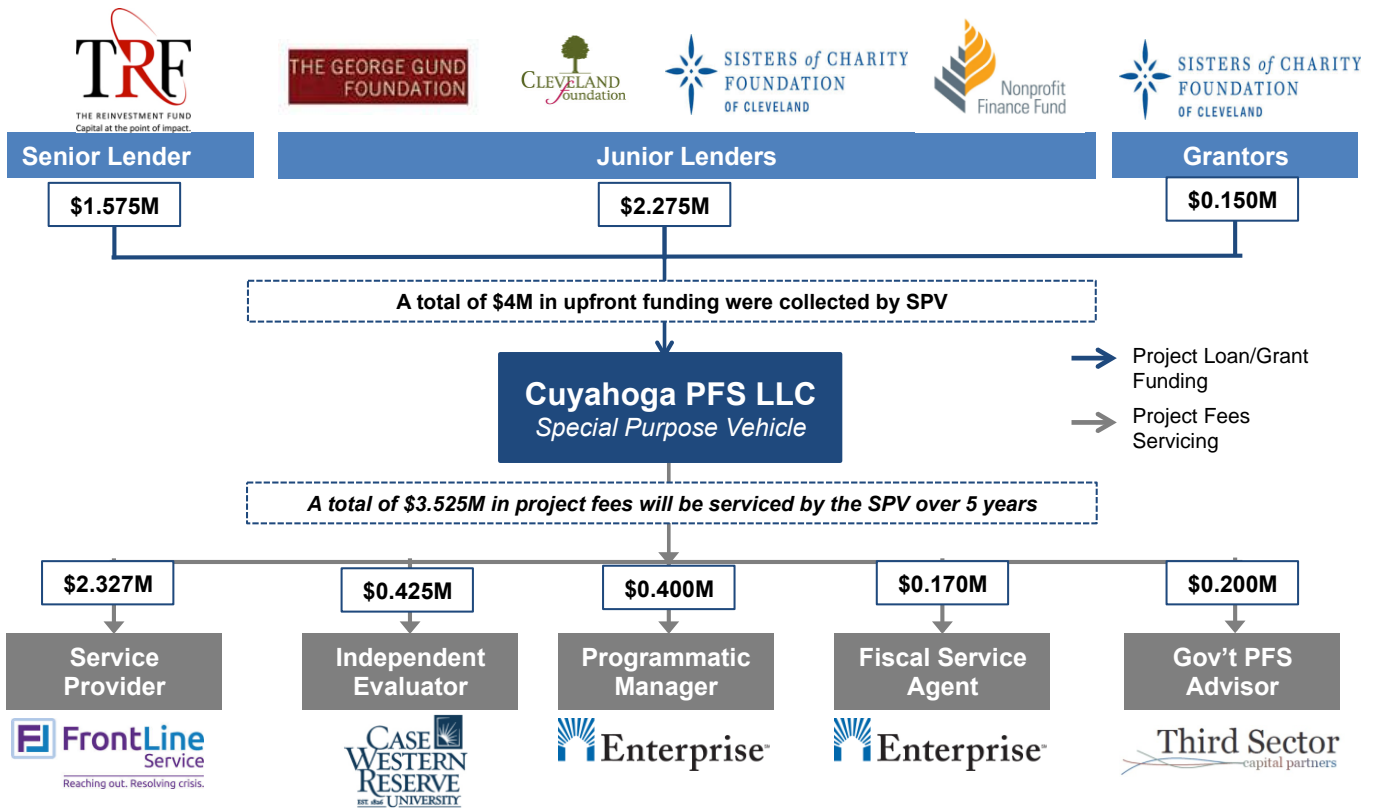 TRF
THE REINVESTMENT FUND
Capital at the point of impact.
THE GEORGE GUND
FOUNDATION
CLEVELAND
Foundation
SISTERS of CHARITY
FOUNDATION
OF CLEVELAND
Nonprofit
Finance Fund
SISTERS of CHARITY
FOUNDATION
OF CLEVELAND
Senior Lender
Junior Lenders
Grantors
$1.575M
$2.275M
$0.150M
A total of $4M in upfront funding were collected by SPV
Cuyahoga PFS LLC
Special Purpose Vehicle
Project Loan/Grant
Funding
Project Fees
Servicing
A total of $3.525M in project fees will be serviced by the SPV over 5 years
$2.327M
$0.425M
$0.400M
$0.170M
$0.200M
Service
Provider
Independent
Evaluator
Programmatic
Manager
Fiscal Service
Agent
Gov’t PFS
Advisor
FrontLine
Service
Reaching out. Resolving crisis.
CASE
WESTERN
RESERVE
EST. 1826 UNIVERSITY
Enterprise
Enterprise
Third Sector
capital partners